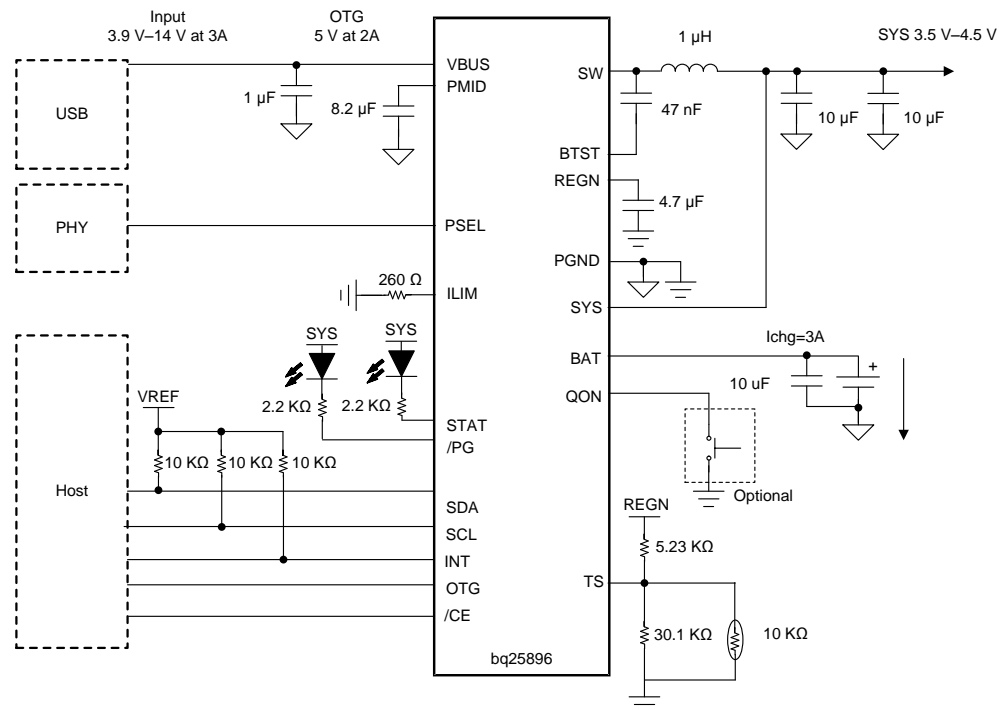 Input
3.9 V–14 V at 3A
OTG
5 V at 2A
1 µH
SYS 3.5 V–4.5 V
USB
VBUS
PMID
1 µF
8.2 µF
SW
47 nF
10 µF
10 µF
BTST
REGN
4.7 µF
PHY
PSEL
PGND
260 Ω
ILIM
SYS
SYS
SYS
Ichg=3A
BAT
10 uF
+
QON
2.2 KΩ
2.2 KΩ
VREF
STAT
/PG
10 KΩ
10 KΩ
10 KΩ
Host
SDA
SCL
INT
OTG
/CE
Optional
REGN
5.23 KΩ
TS
30.1 KΩ
10 KΩ
bq25896